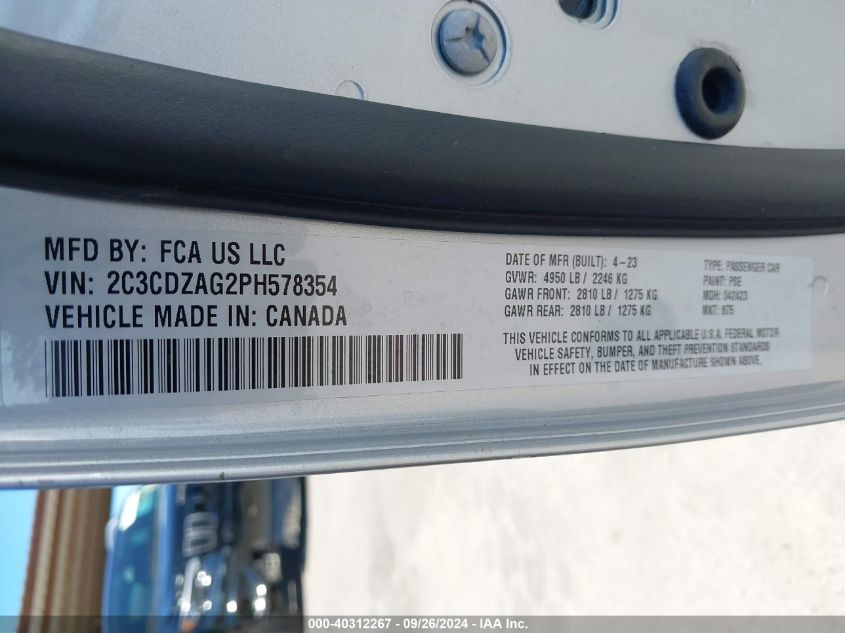 MFD BY: FCA US LLC
VIN: 2C3CDZAG2PH578354
VEHICLE MADE IN: CANADA
DATE OF MFR (BUILT): 4-23
GVWR: 4950 LB / 2246 KG
GAWR FRONT: 2810 LB / 1275 KG
GAWR REAR: 2810 LB / 1275 KG
TYPE: PASSENGER CAR
PAINT: PSE
MDH: 042423
MKT: 875
THIS VEHICLE CONFORMS TO ALL APPLICABLE U.S.A. FEDERAL MOTOR
VEHICLE SAFETY, BUMPER, AND THEFT PREVENTION STANDARDS
IN EFFECT ON THE DATE OF MANUFACTURE SHOWN ABOVE.
000-40312267 - 09/26/2024 - IAA Inc.